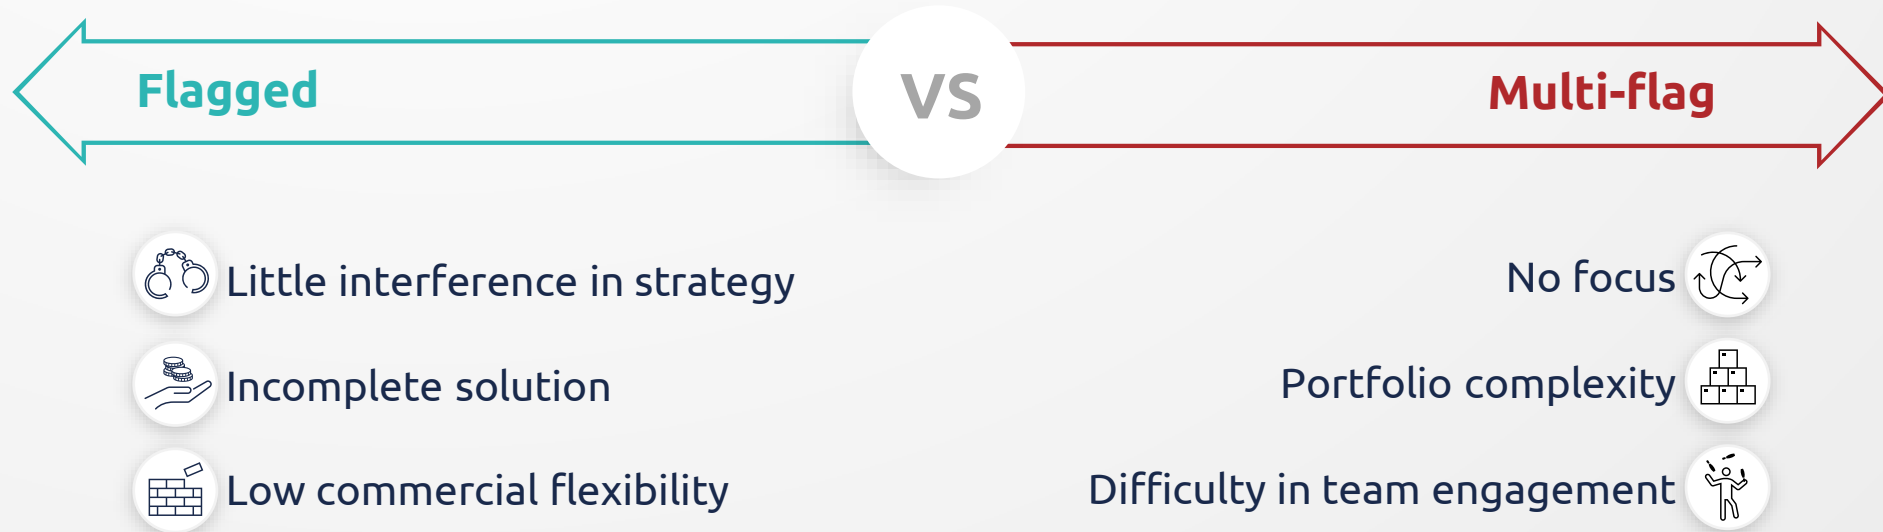 Flagged
VS
Multi-flag
Little interference in strategy
Incomplete solution
Low commercial flexibility
No focus
Portfolio complexity
Difficulty in team engagement